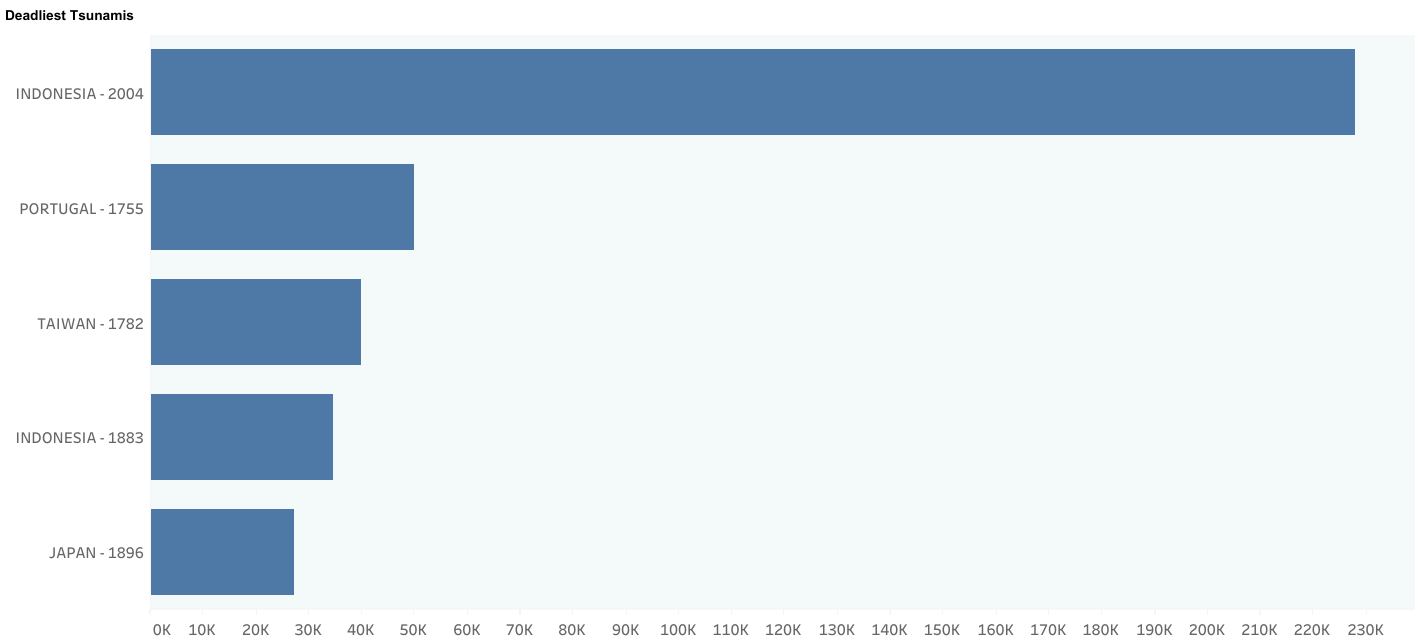 Deadliest Tsunamis
INDONESIA - 2004
PORTUGAL - 1755
TAIWAN - 1782
INDONESIA - 1883
JAPAN - 1896
0K 10K 20K 30K 40K 50K 60K 70K 80K 90K 100K 110K 120K 130K 140K 150K 160K 170K 180K 190K 200K 210K 220K 230K